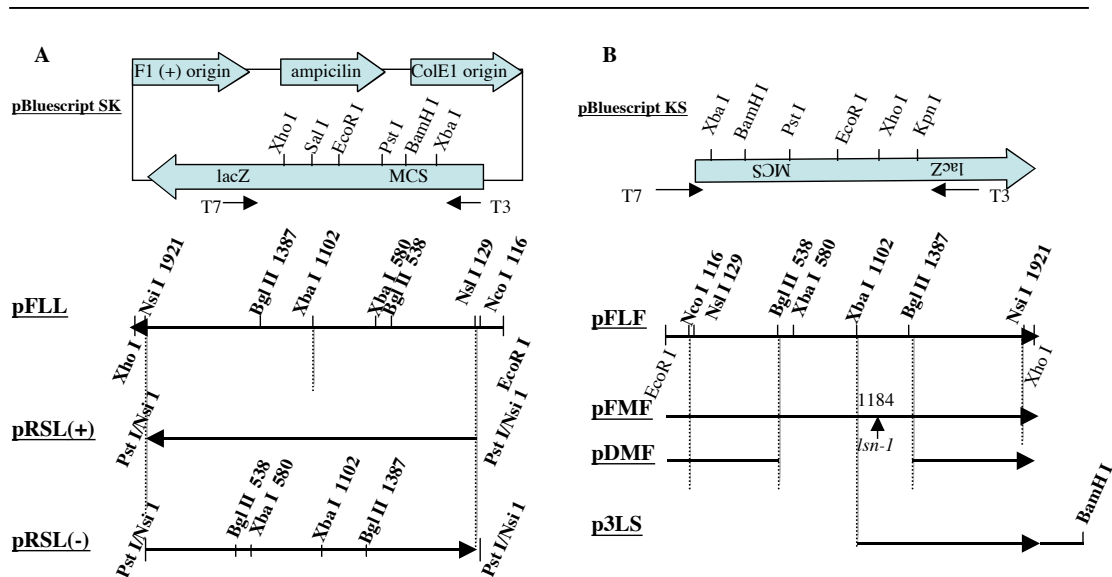 A
F1 (+) origin
ampicilin
ColE1 origin
pBluescript SK
Xho I
Sal I
EcoR I
Pst I
BamH I
Xba I
lacZ
MCS
T7
T3
Nsi I 1921
Bgl II 1387
Xba I 1102
Xba I 580
Bgl II 538
Nsl I 129
Nco I 116
pFLL
Xho I
EcoR I
pRSL(+)
Pst I/Nsi 1
Pst I/Nsi 1
Bgl II 538
Xba I 580
Xba I 1102
Bgl II 1387
pRSL(-)
Pst I/Nsi 1
Pst I/Nsi 1
B
pBluescript KS
Xba I
BamH I
Pst I
EcoR I
Xho I
Kpn I
MCS
lacZ
T7
T3
Nco I 116
Nsl I 129
Bgl II 538
Xba I 580
Xba I 1102
Bgl II 1387
Nsi I 1921
pFLF
EcoR I
Xho I
1184
pFMF
lsn-1
pDMF
BamH I
p3LS